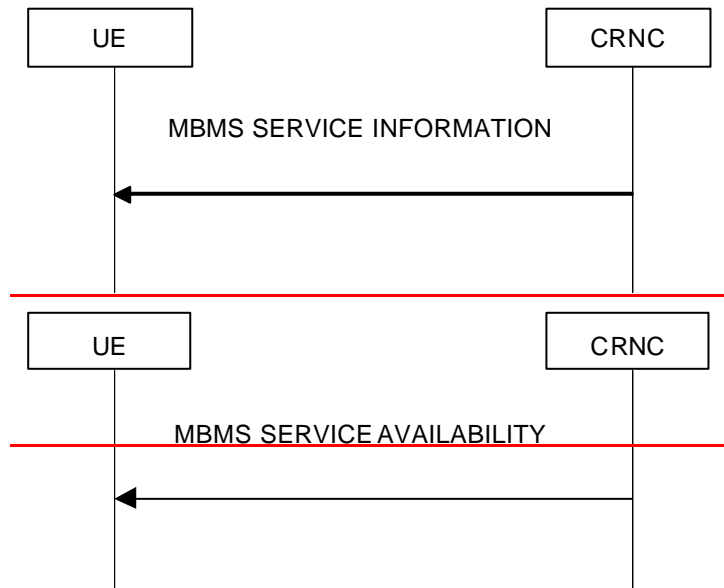 UE CRNC
MBMS SERVICE INFORMATION
UE CRNC
MBMS SERVICE AVAILABILITY